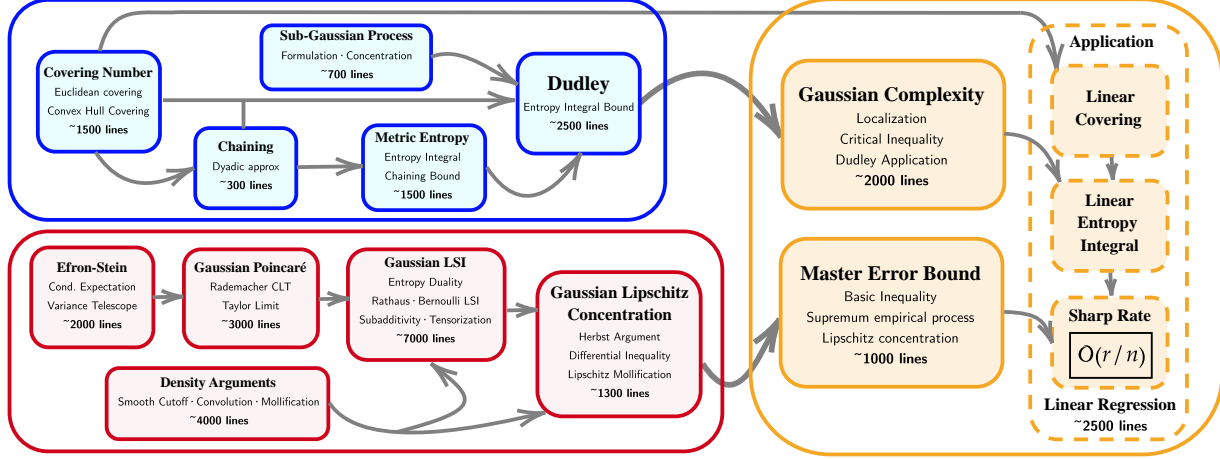 Covering Number
Euclidean covering
Convex Hull Covering
~1500 lines
Sub-Gaussian Process
Formulation · Concentration
~700 lines
Chaining
Dyadic approx
~300 lines
Metric Entropy
Entropy Integral
Chaining Bound
~1500 lines
Dudley
Entropy Integral Bound
~2500 lines
Efron-Stein
Cond. Expectation
Variance Telescope
~2000 lines
Gaussian Poincaré
Rademacher CLT
Taylor Limit
~3000 lines
Gaussian LSI
Entropy Duality
Rathaus · Bernoulli LSI
Subadditivity · Tensorization
~7000 lines
Density Arguments
Smooth Cutoff · Convolution · Mollification
~4000 lines
Gaussian Lipschitz
Concentration
Herbst Argument
Differential Inequality
Lipschitz Mollification
~1300 lines
Gaussian Complexity
Localization
Critical Inequality
Dudley Application
~2000 lines
Master Error Bound
Basic Inequality
Supremum empirical process
Lipschitz concentration
~1000 lines
Application
Linear
Covering
Linear
Entropy
Integral
Sharp Rate
O(r/n)
Linear Regression
~2500 lines